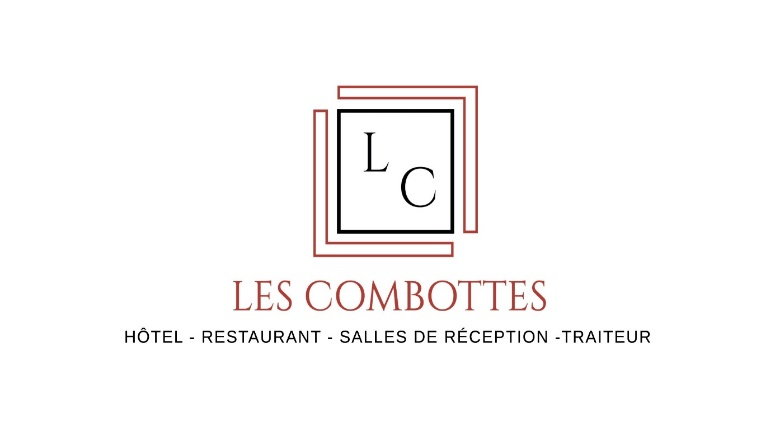 L
C
LES COMBOTTES
HÔTEL - RESTAURANT - SALLES DE RÉCEPTION -TRAITEUR